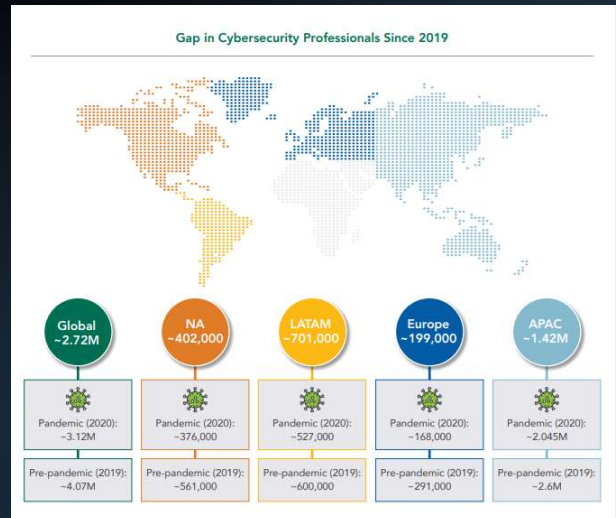 Gap in Cybersecurity Professionals Since 2019
Global
~2.72M
NA
~402,000
LATAM
~701,000
Europe
~199,000
APAC
~1.42M
Pandemic (2020):
~3.12M
Pandemic (2020):
~376,000
Pandemic (2020):
~527,000
Pandemic (2020):
~168,000
Pandemic (2020):
~2.045M
Pre-pandemic (2019):
~4.07M
Pre-pandemic (2019):
~561,000
Pre-pandemic (2019):
~600,000
Pre-pandemic (2019):
~291,000
Pre-pandemic (2019):
~2.6M